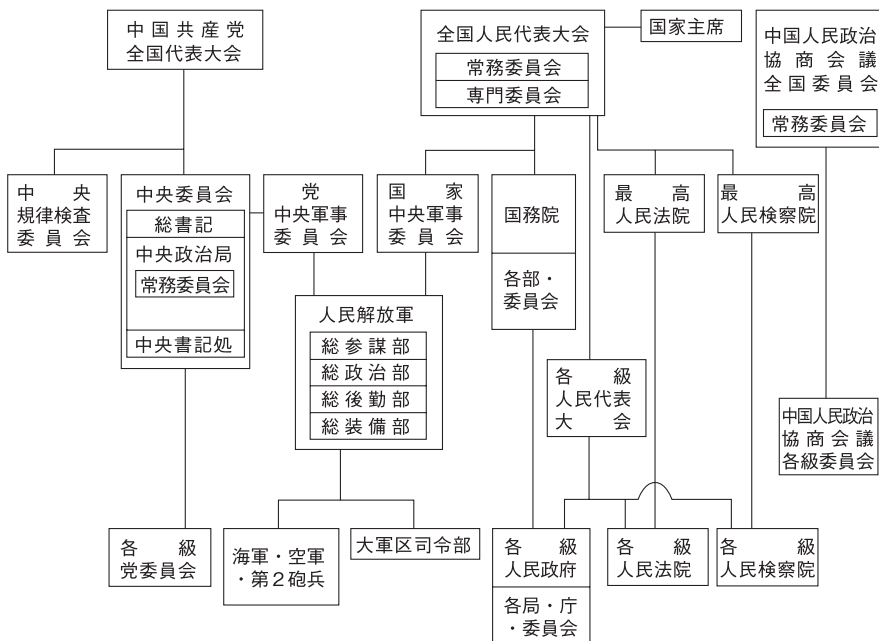 中国共産党
全国代表大会
全国人民代表大会
常務委員会
専門委員会
国家主席
中国人民政治
協商会議
全国委員会
常務委員会
中央
規律検査
委員会
中央委員会
総書記
中央政治局
常務委員会
中央書記処
党
中央軍事
委員会
国家
中央軍事
委員会
国務院
各部・
委員会
最高
人民法院
最高
人民検察院
人民解放軍
総参謀部
総政治部
総後勤部
総装備部
各級
人民代表
大会
中国人民政治
協商会議
各級委員会
各級
党委員会
海軍・空軍
・第2砲兵
大軍区司令部
各級
人民政府
各局・庁
・委員会
各級
人民法院
各級
人民検察院